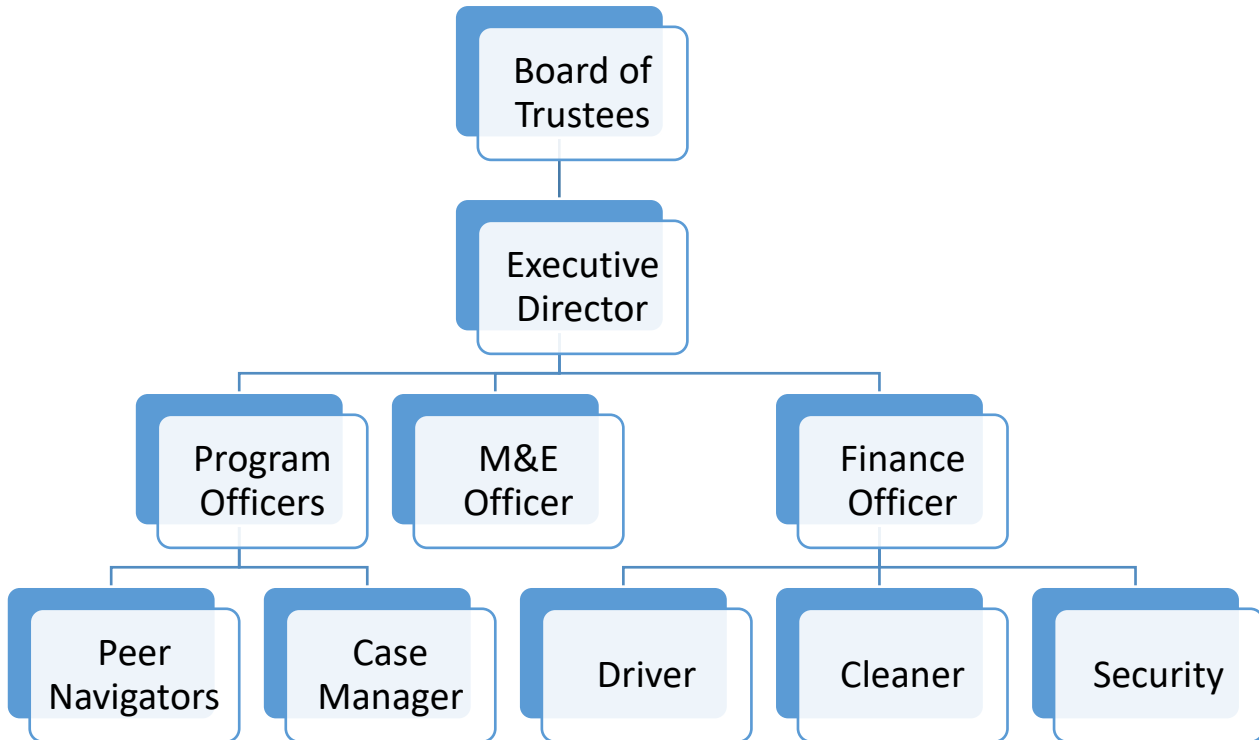 Board of
Trustees
Executive
Director
Program
Officers
M&E
Officer
Finance
Officer
Peer
Navigators
Case
Manager
Driver
Cleaner
Security